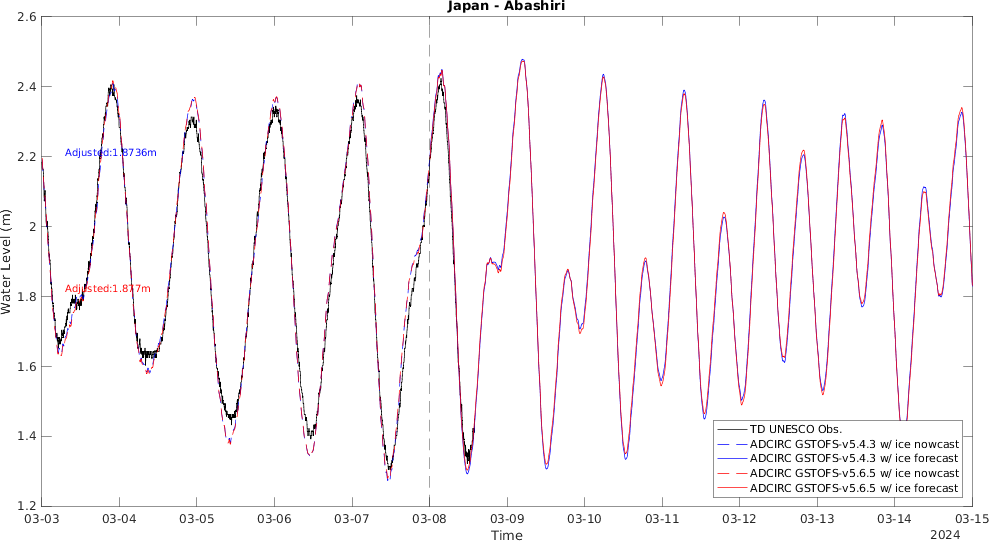 Japan - Abashiri
2.6
2.4
2.2
2
1.8
1.6
1.4
1.2
Water Level (m)
Adjusted:1.8736m
Adjusted:1.877m
TD UNESCO Obs.
ADCIRC GSTOFS-v5.4.3 w/ ice nowcast
ADCIRC GSTOFS-v5.4.3 w/ ice forecast
ADCIRC GSTOFS-v5.6.5 w/ ice nowcast
ADCIRC GSTOFS-v5.6.5 w/ ice forecast
03-03 03-04 03-05 03-06 03-07 03-08 03-09 03-10 03-11 03-12 03-13 03-14 03-15
Time
2024